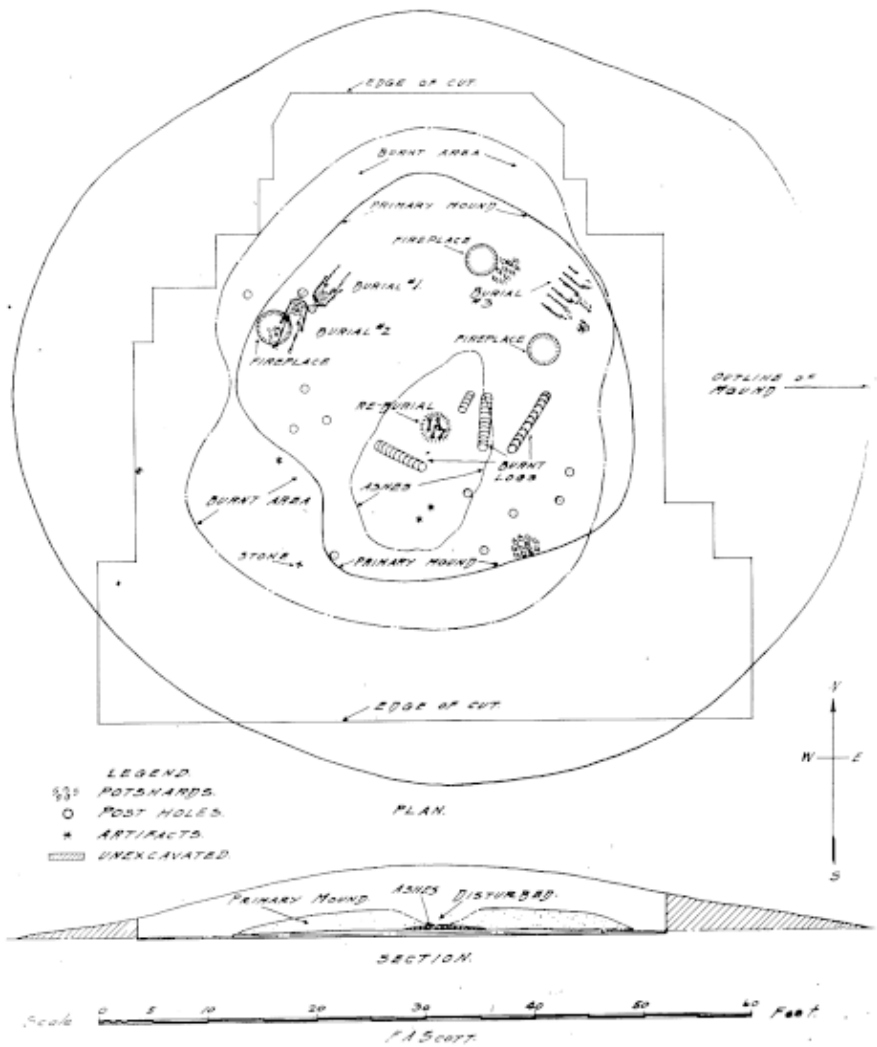 EDGE OF CUT.
BURNT AREA
PRIMARY MOUND
FIREPLACE
BURIAL #1.
BURIAL #3
BURIAL #2
FIREPLACE
FIREPLACE
OUTLINE OF MOUND
RE-BURIAL
BURNT LOGS
ASHES
BURNT AREA
STONE
PRIMARY MOUND
EDGE OF CUT.
N
W E
S
LEGEND.
POTSHARDS.
POST HOLES.
ARTIFACTS.
UNEXCAVATED.
PLAN.
PRIMARY MOUND. ASHES DISTURBED.
SECTION.
Scale 0 5 10 20 30 40 50 60 Feet.
F A Scott.